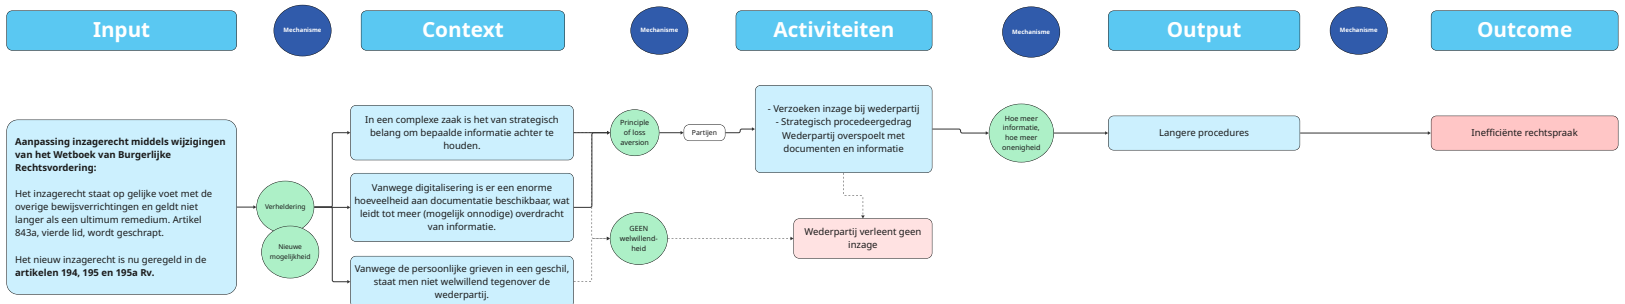 Input
Mechanisme
Context
Mechanisme
Activiteiten
Mechanisme
Output
Mechanisme
Outcome
Aanpassing inzagerecht middels wijzigingen
van het Wetboek van Burgerlijke
Rechtsvordering:
Het inzagerecht staat op gelijke voet met de
overige bewijsverrichtingen en geldt niet
langer als een ultimum remedium. Artikel
843a, vierde lid, wordt geschrapt.
Het nieuw inzagerecht is nu geregeld in de
artikelen 194, 195 en 195a Rv.
Verheldering
Nieuwe
mogelijkheid
In een complexe zaak is het van strategisch
belang om bepaalde informatie achter te
houden.
Vanwege digitalisering is er een enorme
hoeveelheid aan documentatie beschikbaar, wat
leidt tot meer (mogelijk onnodige) overdracht
van informatie.
Vanwege de persoonlijke grieven in een geschil,
staat men niet welwillend tegenover de
wederpartij.
Principle
of loss
aversion
GEEN
welwillend-
heid
Partijen
- Verzoeken inzage bij wederpartij
- Strategisch procedeergedrag
Wederpartij overspoelt met
documenten en informatie
Wederpartij verleent geen
inzage
Hoe meer
informatie,
hoe meer
onenigheid
Langere procedures
Inefficiënte rechtspraak